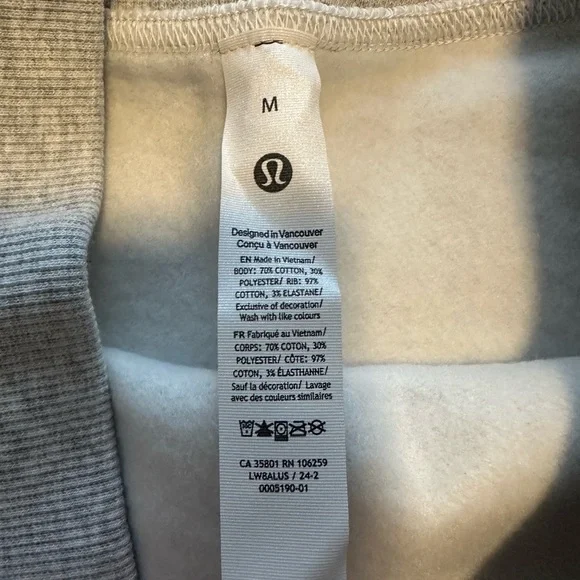 M
Designed in Vancouver
Conçu à Vancouver
EN Made in Vietnam/
BODY: 70% COTTON, 30%
POLYESTER/ RIB: 97%
COTTON, 3% ELASTANE/
Exclusive of decoration/
Wash with like colours
FR Fabriqué au Vietnam/
CORPS: 70% COTON, 30%
POLYESTER/ CÔTE: 97%
COTON, 3% ÉLASTHANNE/
Sauf la décoration/ Lavage
avec des couleurs similaires
CA 35801 RN 106259
LW8ALUS / 24-2
0005190-01